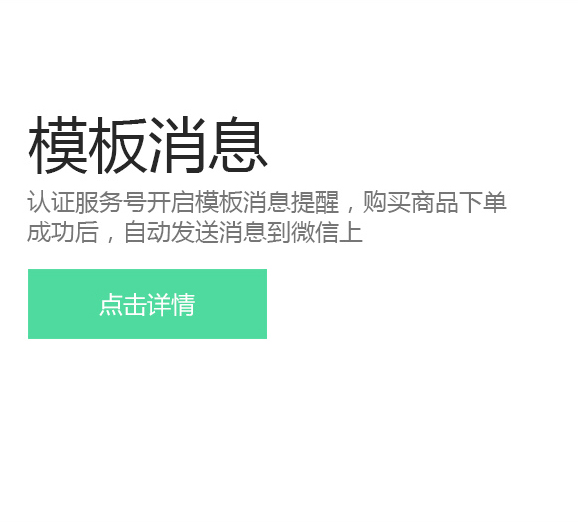 模板消息
认证服务号开启模板消息提醒，购买商品下单
成功后，自动发送消息到微信上
点击详情